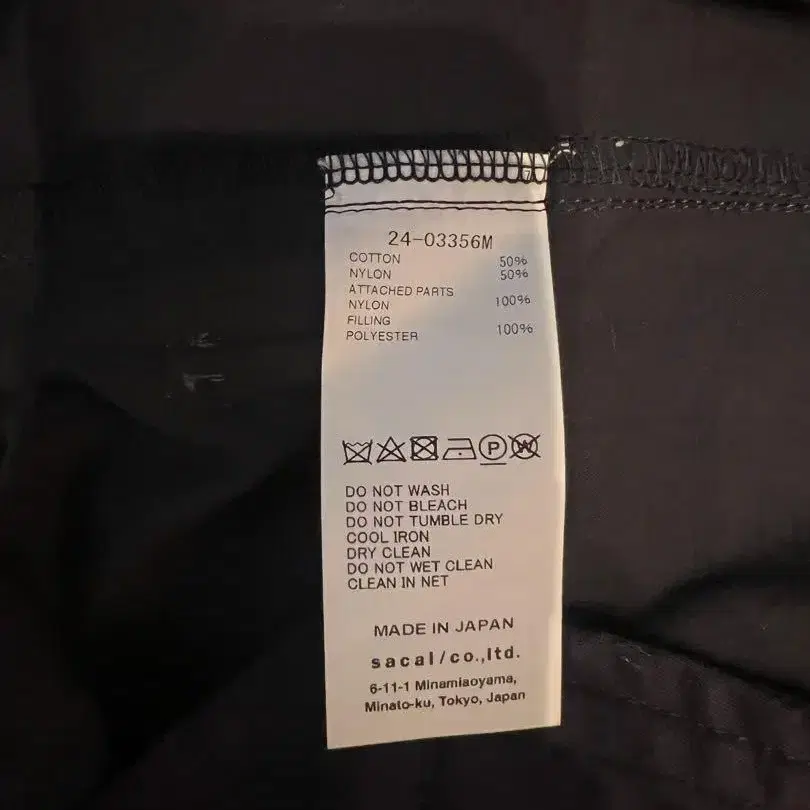 24-03356M
COTTON 50%
NYLON 50%
ATTACHED PARTS
NYLON 100%
FILLING
POLYESTER 100%
P W
DO NOT WASH
DO NOT BLEACH
DO NOT TUMBLE DRY
COOL IRON
DRY CLEAN
DO NOT WET CLEAN
CLEAN IN NET
MADE IN JAPAN
sacai/co.,ltd.
6-11-1 Minamiaoyama,
Minato-ku, Tokyo, Japan